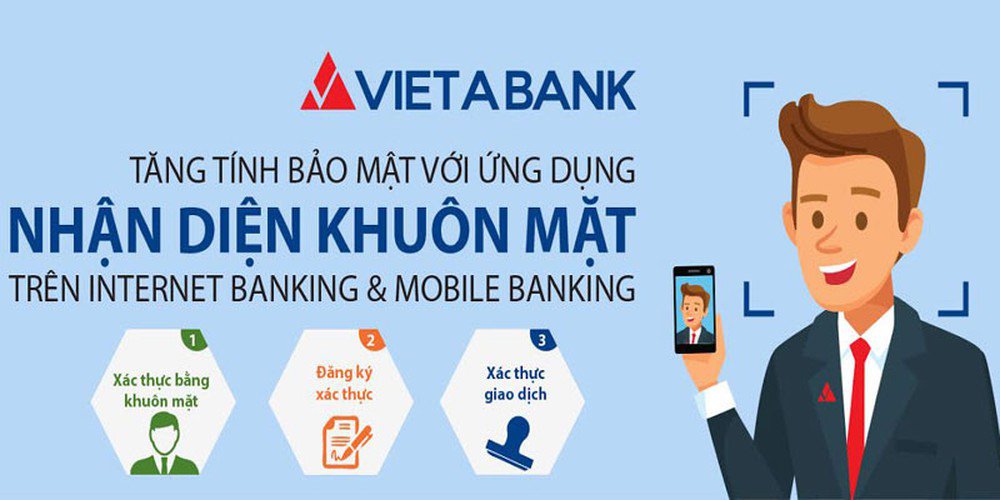 VIETABANK
TĂNG TÍNH BẢO MẬT VỚI ỨNG DỤNG
NHẬN DIỆN KHUÔN MẶT
TRÊN INTERNET BANKING & MOBILE BANKING
1
Xác thực bằng
khuôn mặt
2
Đăng ký
xác thực
3
Xác thực
giao dịch